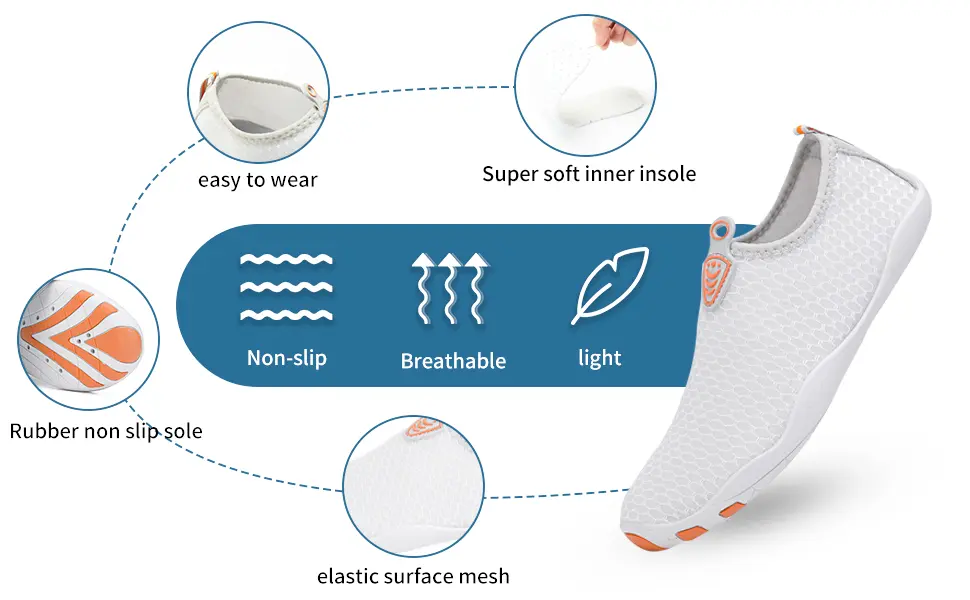 easy to wear
Super soft inner insole
Non-slip
Breathable
light
Rubber non slip sole
elastic surface mesh